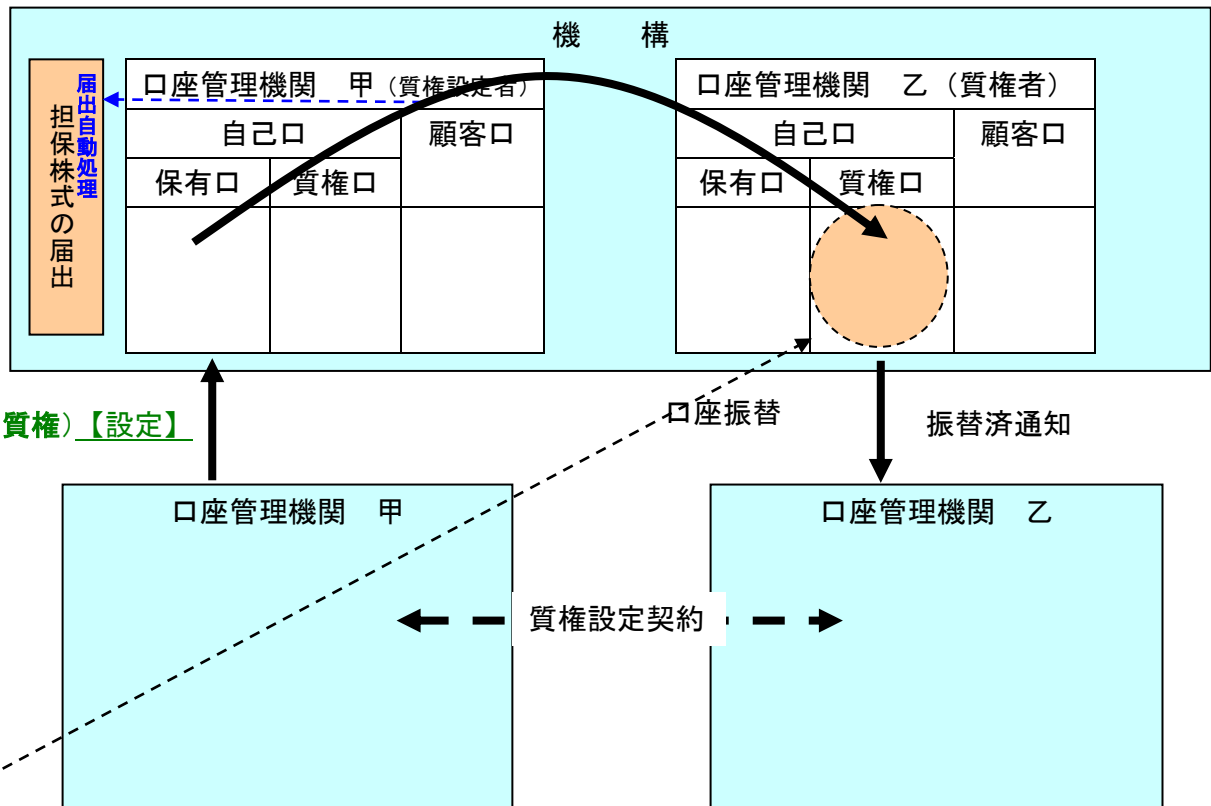 機 構
届出自動処理
担保株式の届出
口座管理機関 甲（質権設定者）
自己口
顧客口
保有口
質権口
口座管理機関 乙（質権者）
自己口
顧客口
保有口
質権口
質権）【設定】
口座振替
振替済通知
口座管理機関 甲
口座管理機関 乙
質権設定契約